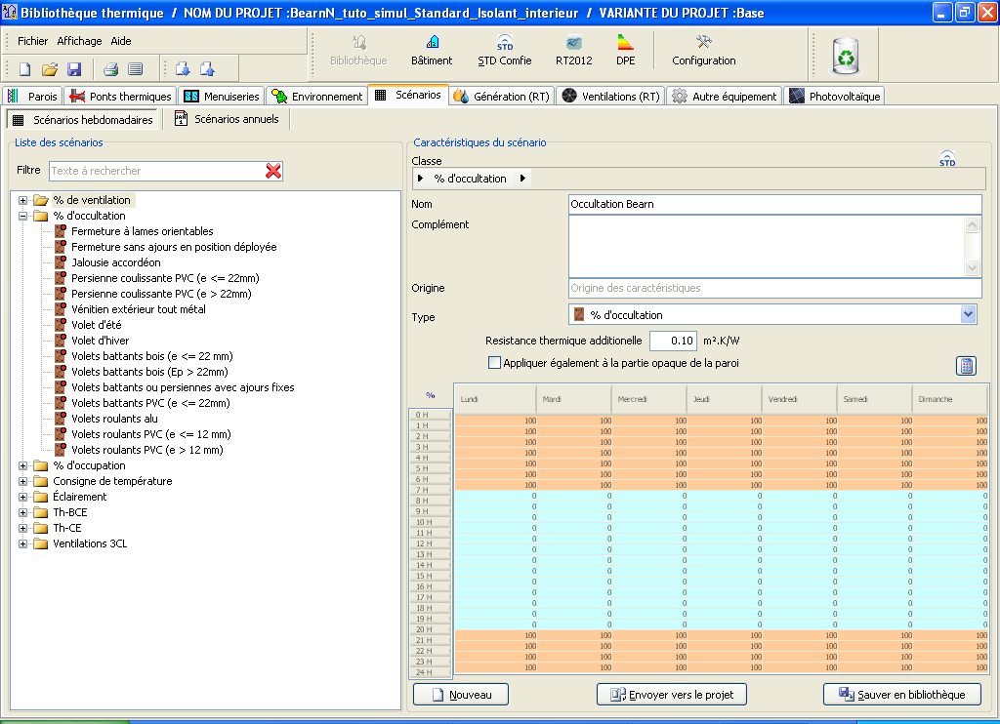 Bibliothèque thermique / NOM DU PROJET :BearnN_tuto_simul_Standard_Isolant_interieur / VARIANTE DU PROJET :Base
Fichier Affichage Aide
Bibliothèque Bâtiment STD STD Comfie RT2012 DPE Configuration
Parois Ponts thermiques Menuiseries Environnement Scénarios Génération (RT) Ventilations (RT) Autre équipement Photovoltaïque
Scénarios hebdomadaires Scénarios annuels
Liste des scénarios
Filtre Texte à rechercher
% de ventilation
% d'occultation
Fermeture à lames orientables
Fermeture sans ajours en position déployée
Jalousie accordéon
Persienne coulissante PVC (e <= 22mm)
Persienne coulissante PVC (e > 22mm)
Vénitien extérieur tout métal
Volet d'été
Volet d'hiver
Volets battants bois (e <= 22 mm)
Volets battants bois (Ep > 22mm)
Volets battants ou persiennes avec ajours fixes
Volets battants PVC (e <= 22mm)
Volets roulants alu
Volets roulants PVC (e <= 12 mm)
Volets roulants PVC (e > 12 mm)
% d'occupation
Consigne de température
Éclairement
Th-BCE
Th-CE
Ventilations 3CL
Caractéristiques du scénario
Classe STD
% d'occultation
Nom Occultation Bearn
Complément
Origine Origine des caractéristiques
Type % d'occultation
Resistance thermique additionelle 0.10 m².K/W
Appliquer également à la partie opaque de la paroi
% Lundi Mardi Mercredi Jeudi Vendredi Samedi Dimanche
0 H
100 100 100 100 100 100 100
1 H
100 100 100 100 100 100 100
2 H
100 100 100 100 100 100 100
3 H
100 100 100 100 100 100 100
4 H
100 100 100 100 100 100 100
5 H
100 100 100 100 100 100 100
6 H
100 100 100 100 100 100 100
7 H
0 0 0 0 0 0 0
8 H
0 0 0 0 0 0 0
9 H
0 0 0 0 0 0 0
10 H
0 0 0 0 0 0 0
11 H
0 0 0 0 0 0 0
12 H
0 0 0 0 0 0 0
13 H
0 0 0 0 0 0 0
14 H
0 0 0 0 0 0 0
15 H
0 0 0 0 0 0 0
16 H
0 0 0 0 0 0 0
17 H
0 0 0 0 0 0 0
18 H
0 0 0 0 0 0 0
19 H
0 0 0 0 0 0 0
20 H
100 100 100 100 100 100 100
21 H
100 100 100 100 100 100 100
22 H
100 100 100 100 100 100 100
23 H
100 100 100 100 100 100 100
24 H
Nouveau Envoyer vers le projet Sauver en bibliothèque